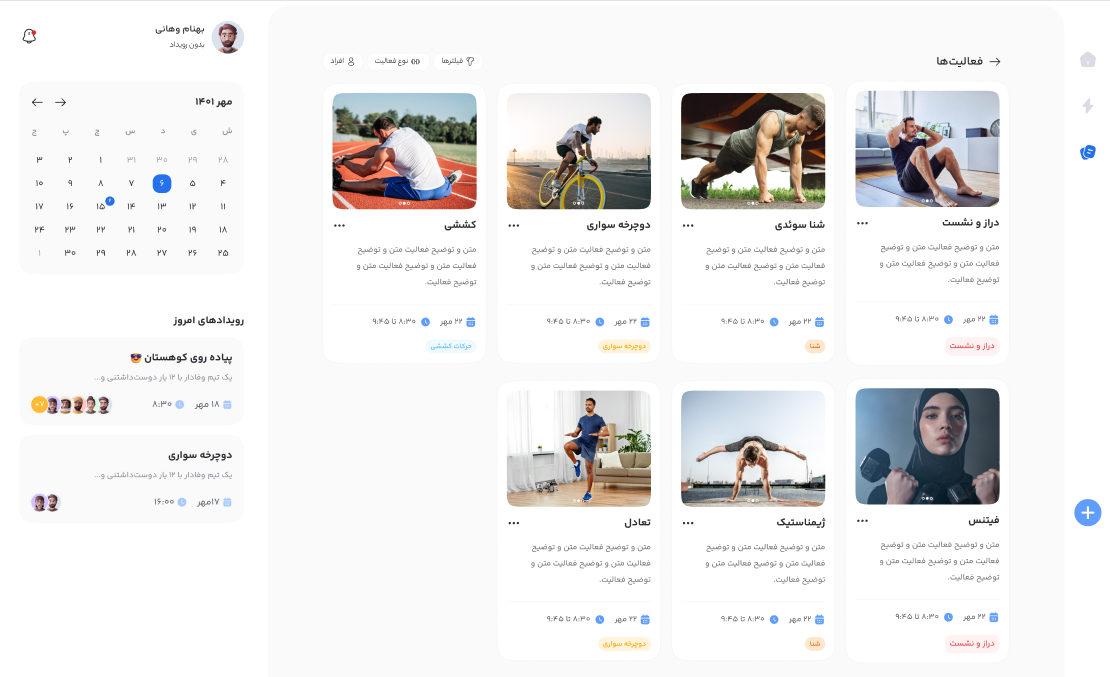 فعالیت‌ها
فیلترها
نوع فعالیت
افراد
دراز و نشست
متن و توضیح فعالیت متن و توضیح
فعالیت متن و توضیح فعالیت متن و
توضیح فعالیت.
۲۲ مهر
۸:۳۰ تا ۹:۴۵
دراز و نشست
شنا سوئدی
متن و توضیح فعالیت متن و توضیح
فعالیت متن و توضیح فعالیت متن و
توضیح فعالیت.
۲۲ مهر
۸:۳۰ تا ۹:۴۵
شنا
دوچرخه سواری
متن و توضیح فعالیت متن و توضیح
فعالیت متن و توضیح فعالیت متن و
توضیح فعالیت.
۲۲ مهر
۸:۳۰ تا ۹:۴۵
دوچرخه سواری
کششی
متن و توضیح فعالیت متن و توضیح
فعالیت متن و توضیح فعالیت متن و
توضیح فعالیت.
۲۲ مهر
۸:۳۰ تا ۹:۴۵
حرکات کششی
فیتنس
متن و توضیح فعالیت متن و توضیح
فعالیت متن و توضیح فعالیت متن و
توضیح فعالیت.
۲۲ مهر
۸:۳۰ تا ۹:۴۵
دراز و نشست
ژیمناستیک
متن و توضیح فعالیت متن و توضیح
فعالیت متن و توضیح فعالیت متن و
توضیح فعالیت.
۲۲ مهر
۸:۳۰ تا ۹:۴۵
شنا
تعادل
متن و توضیح فعالیت متن و توضیح
فعالیت متن و توضیح فعالیت متن و
توضیح فعالیت.
۲۲ مهر
۸:۳۰ تا ۹:۴۵
دوچرخه سواری
بهنام وهانی
بدون رویداد
مهر ۱۴۰۱
ش ی د س چ پ ج
۲۸ ۲۹ ۳۰ ۳۱ ۱ ۲ ۳
۴ ۵ ۶ ۷ ۸ ۹ ۱۰
۱۱ ۱۲ ۱۳ ۱۴ ۱۵ ۱۶ ۱۷
۱۸ ۱۹ ۲۰ ۲۱ ۲۲ ۲۳ ۲۴
۲۵ ۲۶ ۲۷ ۲۸ ۲۹ ۳۰ ۱
رویدادهای امروز
پیاده روی کوهستان 😎
یک تیم وفادار با ۱۲ یار دوست‌داشتنی و...
۱۸ مهر
۸:۳۰
+۷
دوچرخه سواری
یک تیم وفادار با ۱۲ یار دوست‌داشتنی و...
۱۷مهر
۱۶:۰۰